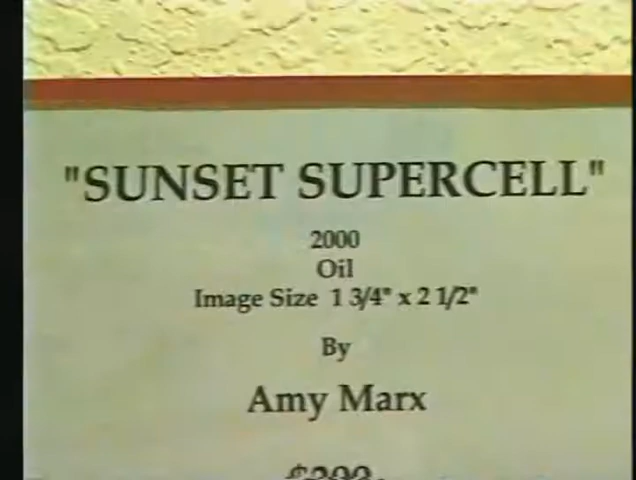 "SUNSET SUPERCELL"
2000
Oil
Image Size 1 3/4" x 2 1/2"
By
Amy Marx